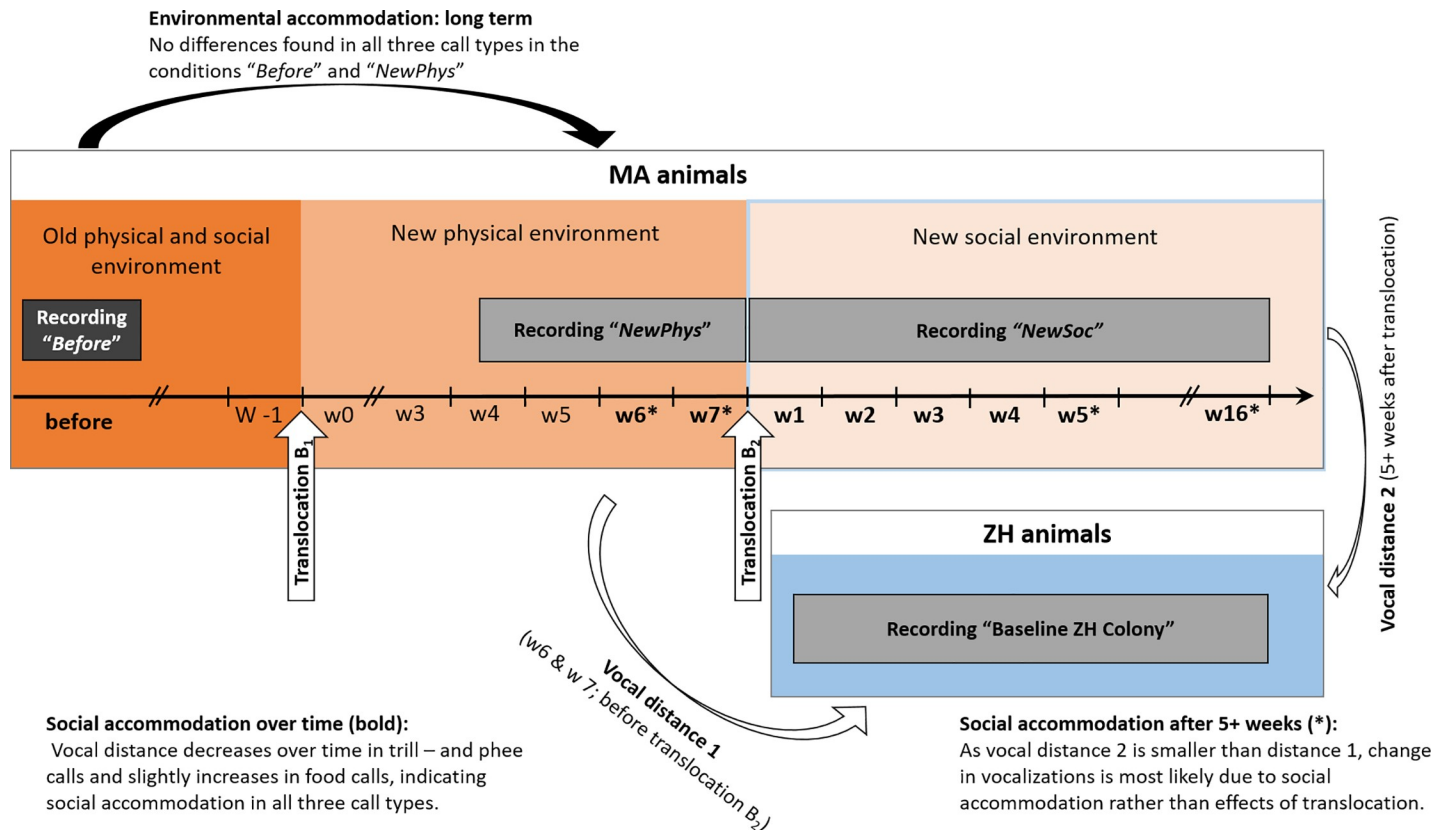 Environmental accommodation: long term
No differences found in all three call types in the
conditions “Before” and “NewPhys”
MA animals
Old physical and social
environment
New physical environment
New social environment
Recording
“Before”
Recording “NewPhys”
Recording “NewSoc”
before
W -1
w0
w3
w4
w5
w6*
w7*
w1
w2
w3
w4
w5*
w16*
Translocation B1
Translocation B2
Vocal distance 2 (5+ weeks after translocation)
ZH animals
Recording “Baseline ZH Colony”
Vocal distance 1
(w6 & w 7; before translocation B2)
Social accommodation over time (bold):
Vocal distance decreases over time in trill – and phee
calls and slightly increases in food calls, indicating
social accommodation in all three call types.
Social accommodation after 5+ weeks (*):
As vocal distance 2 is smaller than distance 1, change
in vocalizations is most likely due to social
accommodation rather than effects of translocation.